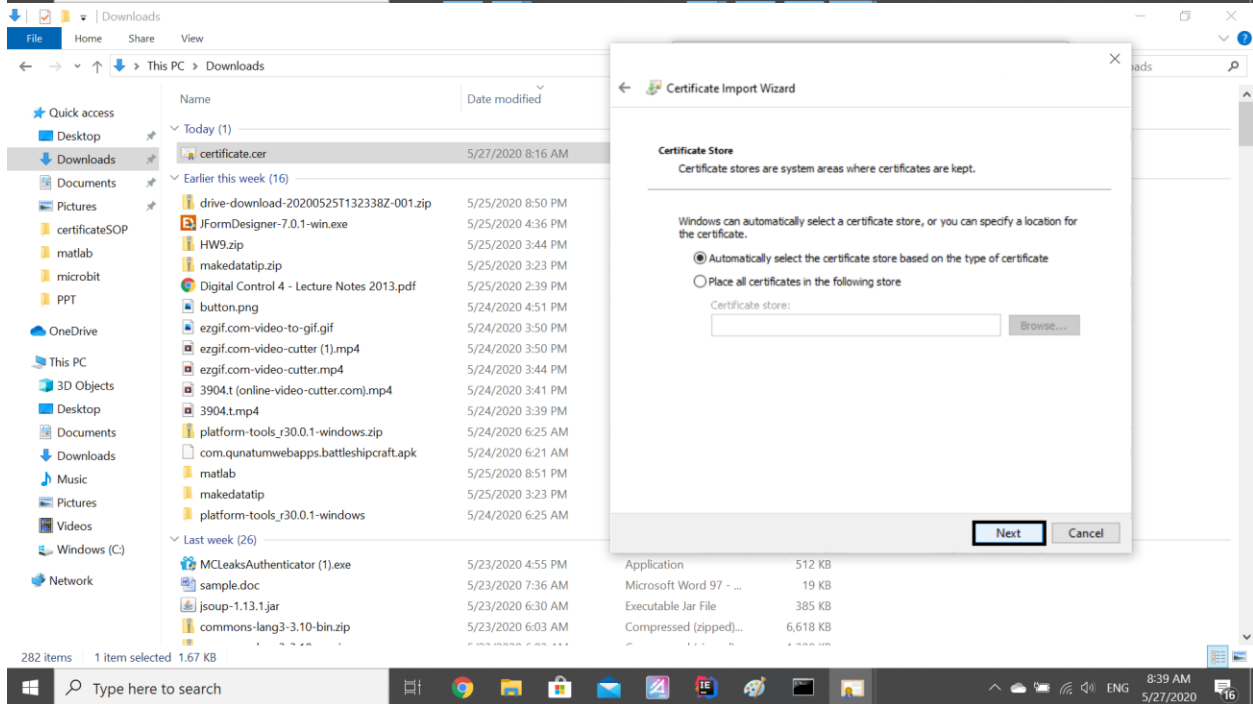 Downloads
File Home Share View
This PC > Downloads
ads
Name Date modified
Quick access
Desktop
Downloads
Documents
Pictures
certificateSOP
matlab
microbit
PPT
OneDrive
This PC
3D Objects
Desktop
Documents
Downloads
Music
Pictures
Videos
Windows (C:)
Network
Today (1)
certificate.cer 5/27/2020 8:16 AM
Earlier this week (16)
drive-download-20200525T132338Z-001.zip 5/25/2020 8:50 PM
JFormDesigner-7.0.1-win.exe 5/25/2020 4:36 PM
HW9.zip 5/25/2020 3:44 PM
makedatatip.zip 5/25/2020 3:23 PM
Digital Control 4 - Lecture Notes 2013.pdf 5/25/2020 2:39 PM
button.png 5/24/2020 4:51 PM
ezgif.com-video-to-gif.gif 5/24/2020 3:50 PM
ezgif.com-video-cutter (1).mp4 5/24/2020 3:50 PM
ezgif.com-video-cutter.mp4 5/24/2020 3:44 PM
3904.t (online-video-cutter.com).mp4 5/24/2020 3:41 PM
3904.t.mp4 5/24/2020 3:39 PM
platform-tools_r30.0.1-windows.zip 5/24/2020 6:25 AM
com.qunatumwebapps.battleshipcraft.apk 5/24/2020 6:21 AM
matlab 5/25/2020 8:51 PM
makedatatip 5/25/2020 3:23 PM
platform-tools_r30.0.1-windows 5/24/2020 6:25 AM
Last week (26)
MCLeaksAuthenticator (1).exe 5/23/2020 4:55 PM Application 512 KB
sample.doc 5/23/2020 7:36 AM Microsoft Word 97 - ... 19 KB
jsoup-1.13.1.jar 5/23/2020 6:30 AM Executable Jar File 385 KB
commons-lang3-3.10-bin.zip 5/23/2020 6:03 AM Compressed (zipped)... 6,618 KB
Certificate Import Wizard
Certificate Store
Certificate stores are system areas where certificates are kept.
Windows can automatically select a certificate store, or you can specify a location for
the certificate.
Automatically select the certificate store based on the type of certificate
Place all certificates in the following store
Certificate store:
Browse...
Next Cancel
282 items 1 item selected 1.67 KB
Type here to search
ENG
8:39 AM
5/27/2020
16